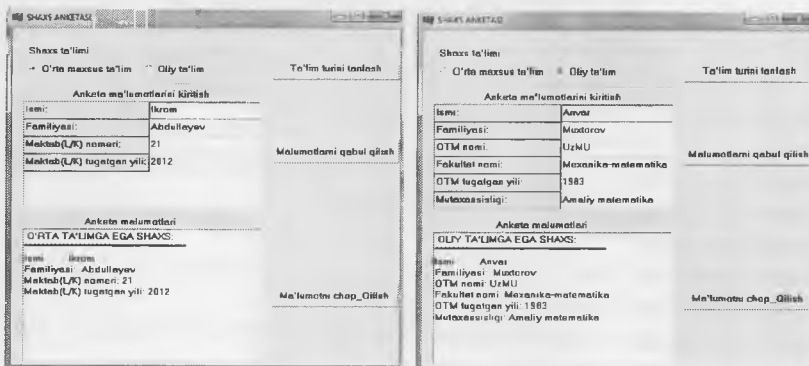 SHAXS ANKETASI
Shaxs ta'limi
O'rta maxsus ta'lim Oliy ta'lim
Ta'lim turini tanlash
Anketa ma'lumotlarini kiritish
Ismi: Ikrom
Familiyasi: Abdullayev
Maktab(L/K) nomeri: 21
Maktab(L/K) tugatgan yili: 2012
Malumotlarni qabul qilish
Anketa malumotlari
O'RTA TA'LIMGA EGA SHAXS:
Ismi Ikrom
Familiyasi: Abdullayev
Maktab(L/K) nomeri: 21
Maktab(L/K) tugatgan yili: 2012
Ma'lumotni chop_Qilish
SHAXS ANKETASI
Shaxs ta'limi
O'rta maxsus ta'lim Oliy ta'lim
Ta'lim turini tanlash
Anketa ma'lumotlarini kiritish
Ismi: Anvar
Familiyasi: Muxtorov
OTM nomi: UzMU
Fakultet nomi: Mexanika-matematika
OTM tugatgan yili: 1983
Mutaxassisligi: Amaliy matematika
Malumotlarni qabul qilish
Anketa malumotlari
OLIY TA'LIMGA EGA SHAXS:
Ismi Anvar
Familiyasi: Muxtorov
OTM nomi: UzMU
Fakultet nomi: Mexanika-matematika
OTM tugatgan yili: 1983
Mutaxassisligi: Amaliy matematika
Ma'lumotni chop_Qilish